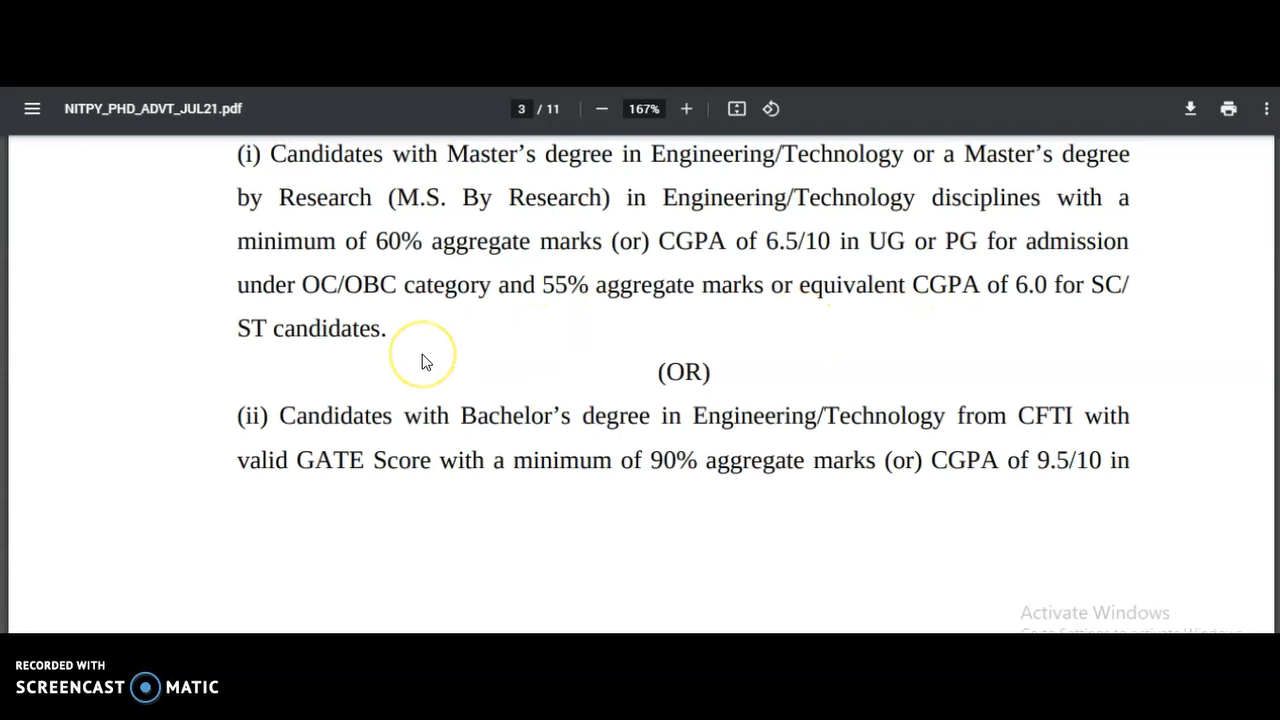 NITPY_PHD_ADVT_JUL21.pdf 3 / 11 167%
(i) Candidates with Master’s degree in Engineering/Technology or a Master’s degree
by Research (M.S. By Research) in Engineering/Technology disciplines with a
minimum of 60% aggregate marks (or) CGPA of 6.5/10 in UG or PG for admission
under OC/OBC category and 55% aggregate marks or equivalent CGPA of 6.0 for SC/
ST candidates.
(OR)
(ii) Candidates with Bachelor’s degree in Engineering/Technology from CFTI with
valid GATE Score with a minimum of 90% aggregate marks (or) CGPA of 9.5/10 in
Activate Windows
RECORDED WITH
SCREENCAST MATIC